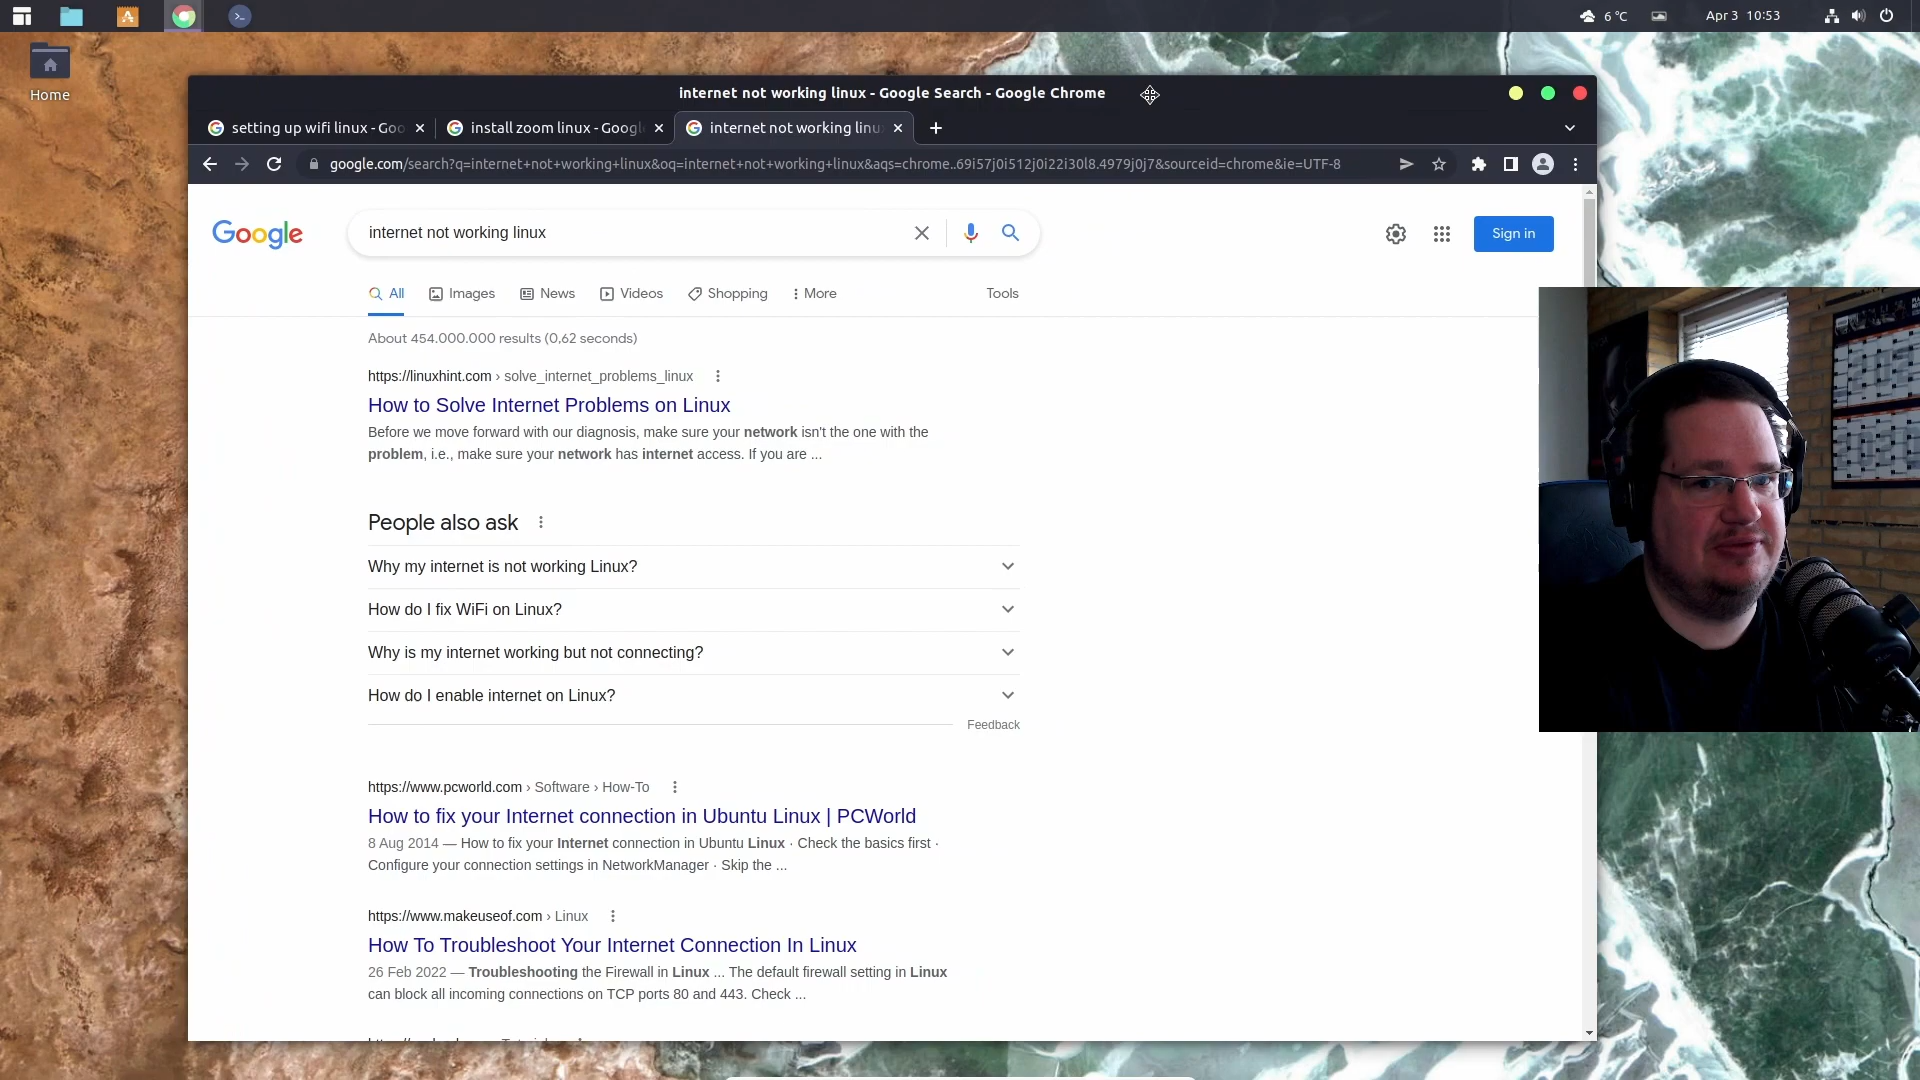 6 °C
Apr 3 10:53
Home
internet not working linux - Google Search - Google Chrome
setting up wifi linux - Goo
install zoom linux - Googl
internet not working linu
google.com/search?q=internet+not+working+linux&oq=internet+not+working+linux&aqs=chrome..69i57j0i512j0i22i30l8.4979j0j7&sourceid=chrome&ie=UTF-8
Google
internet not working linux
Sign in
All Images News Videos Shopping More Tools
About 454.000.000 results (0,62 seconds)
https://linuxhint.com › solve_internet_problems_linux
How to Solve Internet Problems on Linux
Before we move forward with our diagnosis, make sure your network isn't the one with the
problem, i.e., make sure your network has internet access. If you are ...
People also ask
Why my internet is not working Linux?
How do I fix WiFi on Linux?
Why is my internet working but not connecting?
How do I enable internet on Linux?
Feedback
https://www.pcworld.com › Software › How-To
How to fix your Internet connection in Ubuntu Linux | PCWorld
8 Aug 2014 — How to fix your Internet connection in Ubuntu Linux · Check the basics first ·
Configure your connection settings in NetworkManager · Skip the ...
https://www.makeuseof.com › Linux
How To Troubleshoot Your Internet Connection In Linux
26 Feb 2022 — Troubleshooting the Firewall in Linux ... The default firewall setting in Linux
can block all incoming connections on TCP ports 80 and 443. Check ...